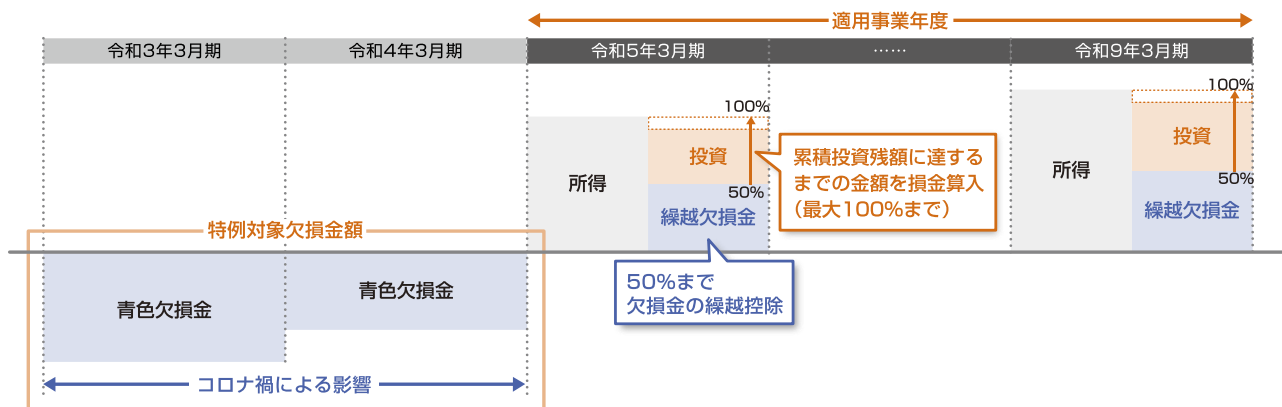 適用事業年度
令和3年3月期
令和4年3月期
令和5年3月期
……
令和9年3月期
100%
投資
50%
所得
繰越欠損金
累積投資残額に達する
までの金額を損金算入
（最大100%まで）
100%
投資
50%
所得
繰越欠損金
特例対象欠損金額
青色欠損金
青色欠損金
50%まで
欠損金の繰越控除
コロナ禍による影響